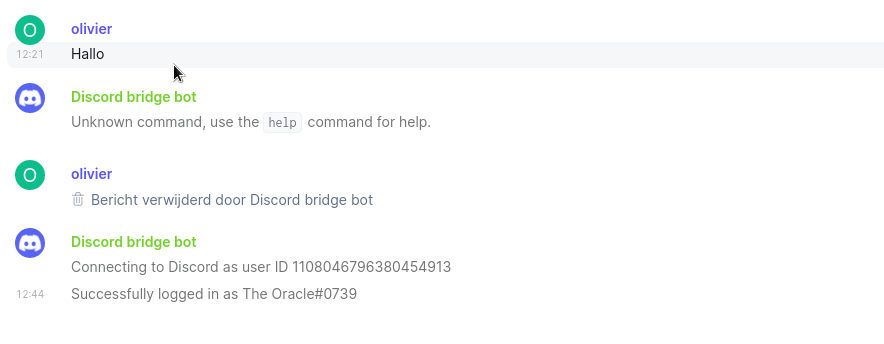 O olivier
12:21 Hallo
Discord bridge bot
Unknown command, use the help command for help.
O olivier
Bericht verwijderd door Discord bridge bot
Discord bridge bot
Connecting to Discord as user ID 1108046796380454913
12:44 Successfully logged in as The Oracle#0739